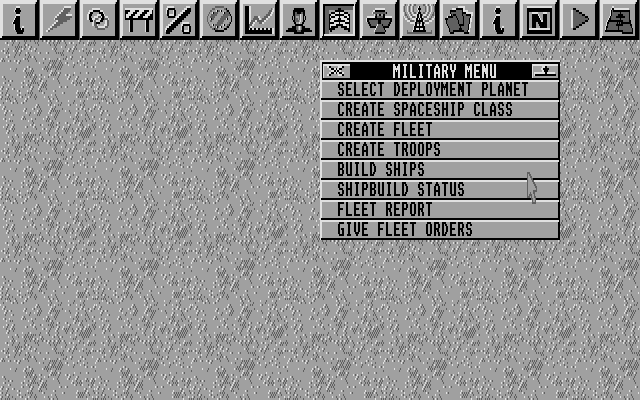 i % i N
MILITARY MENU
SELECT DEPLOYMENT PLANET
CREATE SPACESHIP CLASS
CREATE FLEET
CREATE TROOPS
BUILD SHIPS
SHIPBUILD STATUS
FLEET REPORT
GIVE FLEET ORDERS